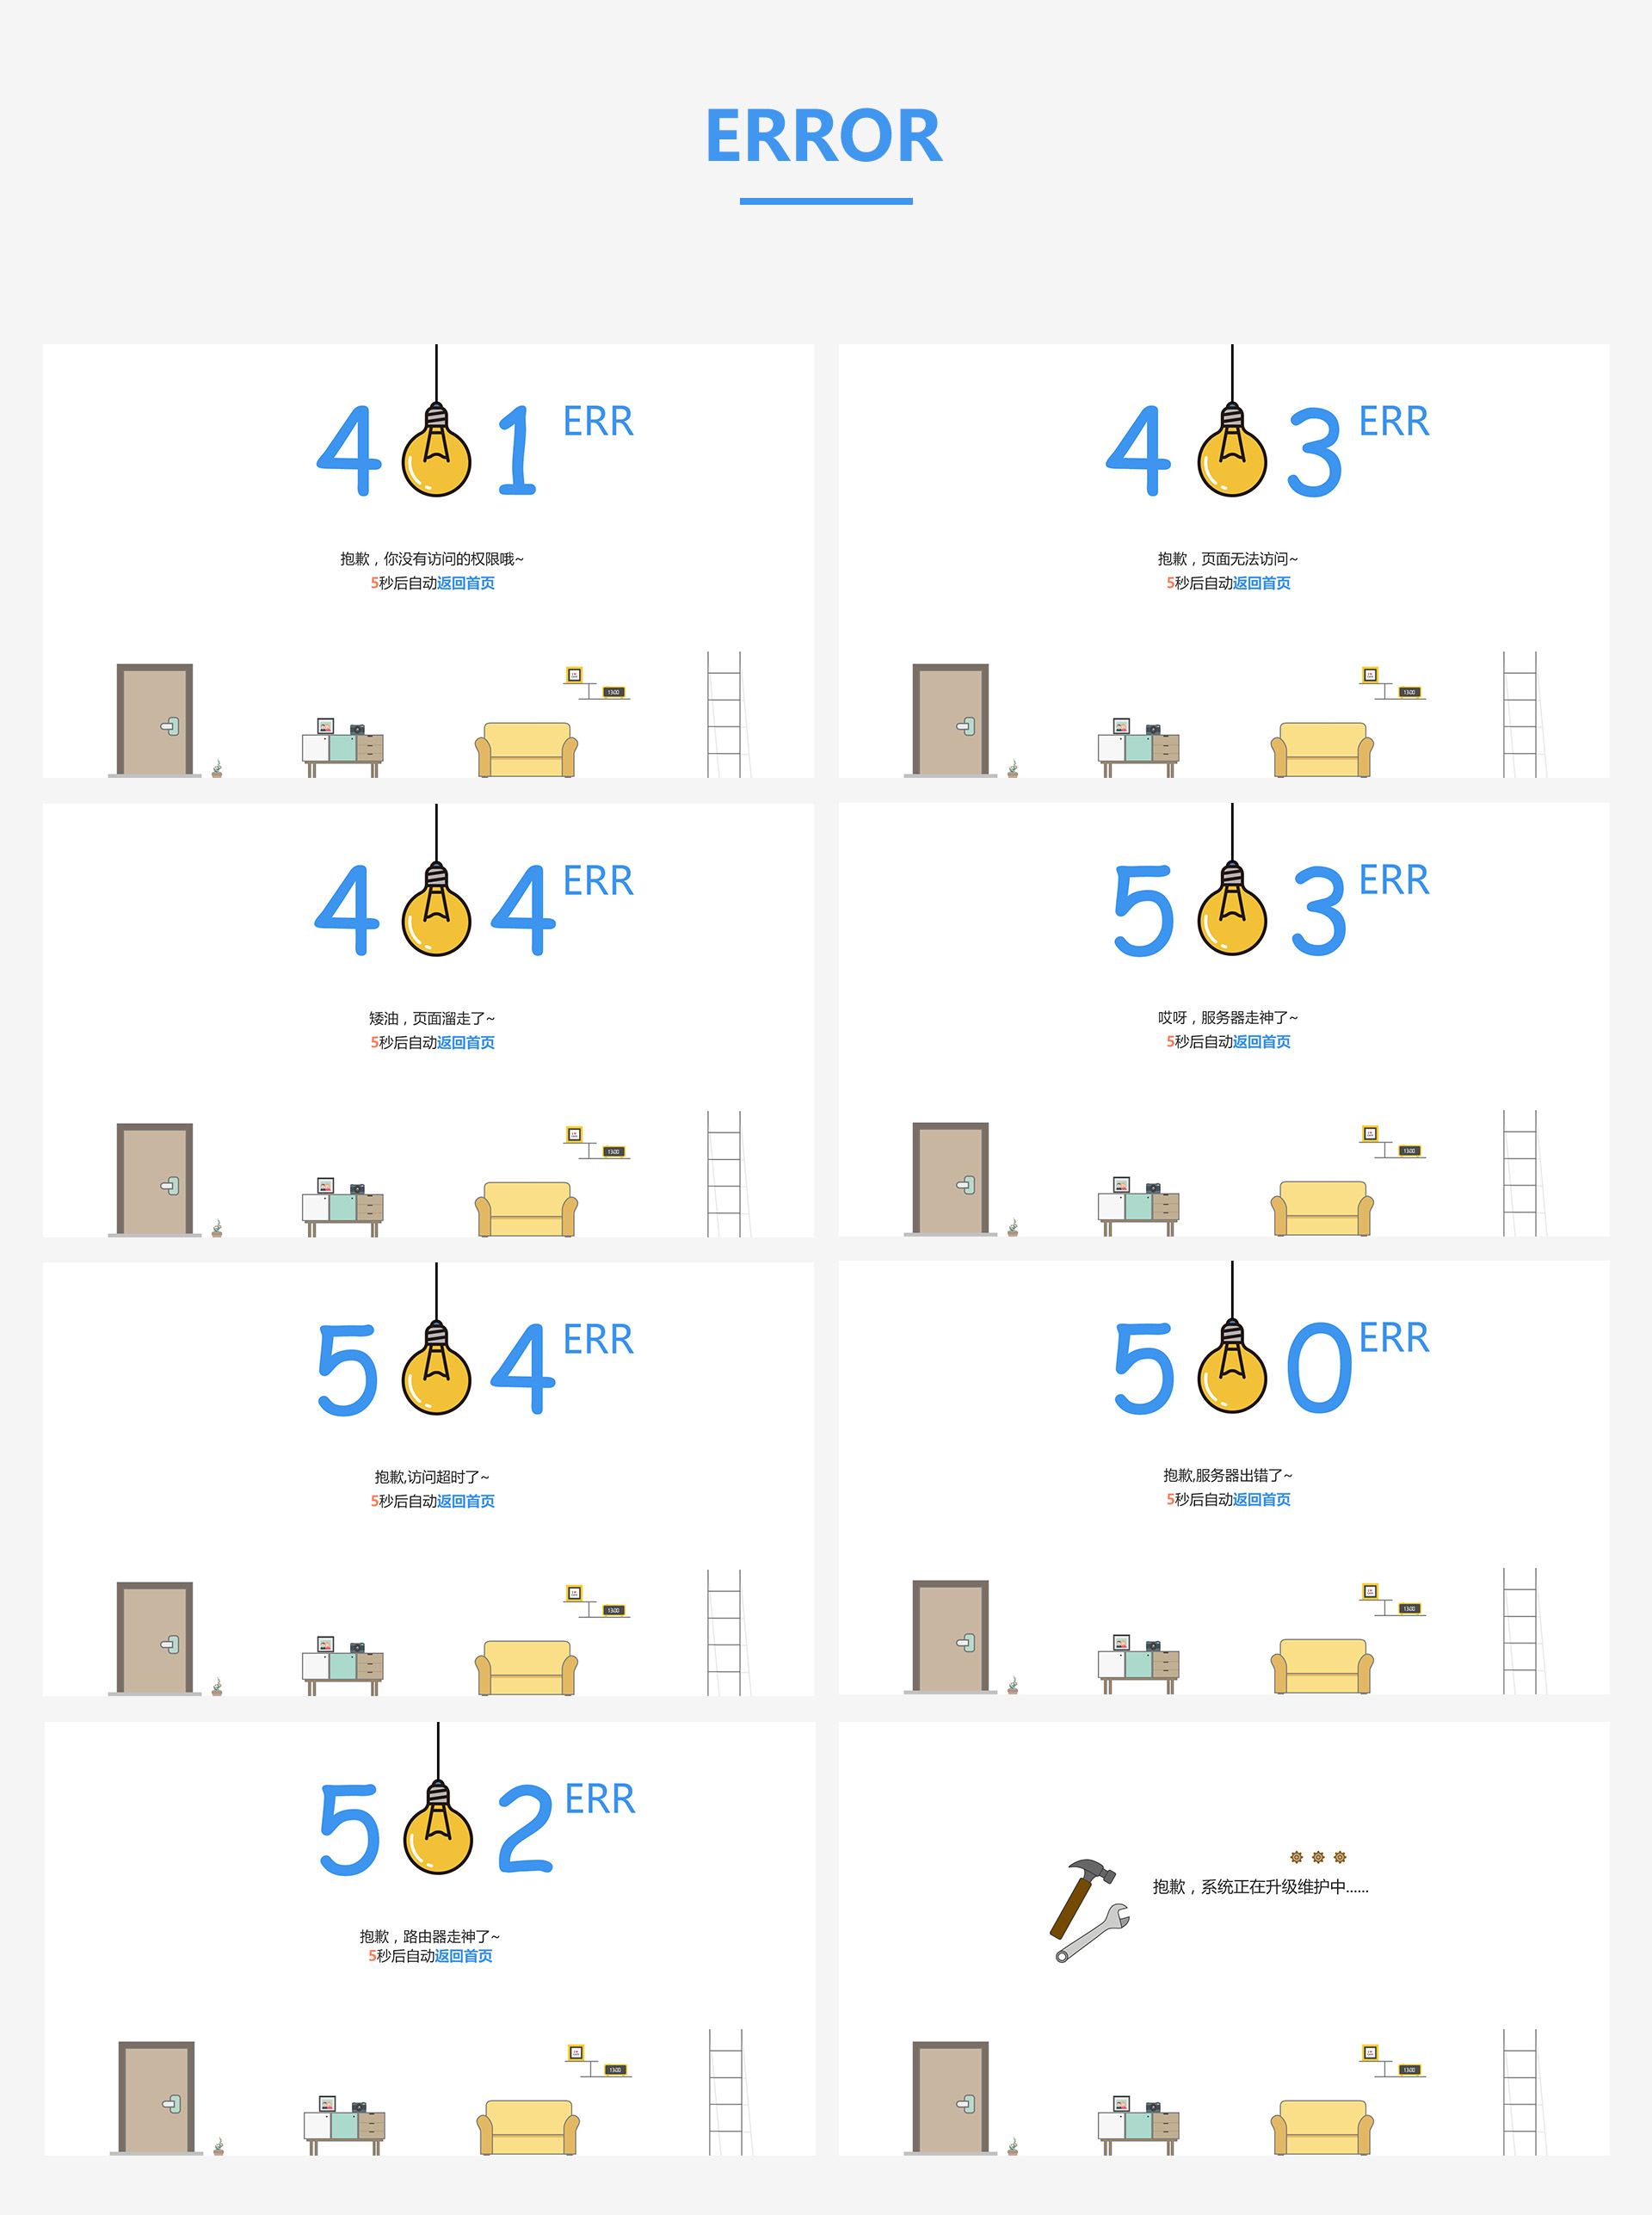 ERROR
4 1 ERR
抱歉，你没有访问的权限哦~
5秒后自动返回首页
13:00
4 3 ERR
抱歉，页面无法访问~
5秒后自动返回首页
13:00
4 4 ERR
矮油，页面溜走了~
5秒后自动返回首页
13:00
5 3 ERR
哎呀，服务器走神了~
5秒后自动返回首页
13:00
5 4 ERR
抱歉,访问超时了~
5秒后自动返回首页
13:00
5 0 ERR
抱歉,服务器出错了~
5秒后自动返回首页
13:00
5 2 ERR
抱歉，路由器走神了~
5秒后自动返回首页
13:00
抱歉，系统正在升级维护中......
13:00